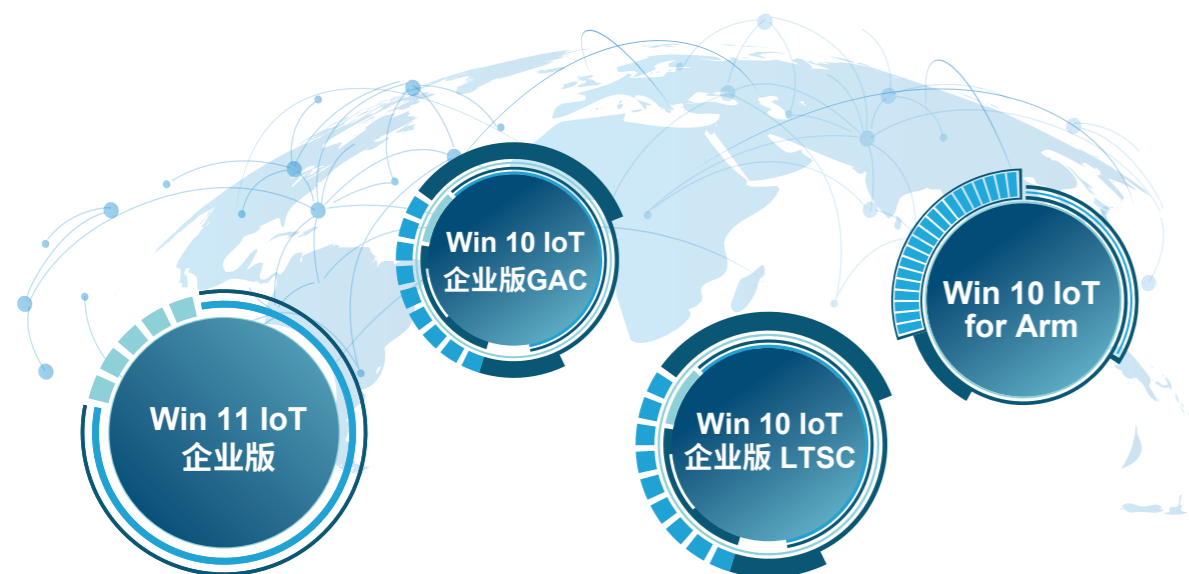 Win 11 IoT
企业版
Win 10 IoT
企业版GAC
Win 10 IoT
企业版 LTSC
Win 10 IoT
for Arm